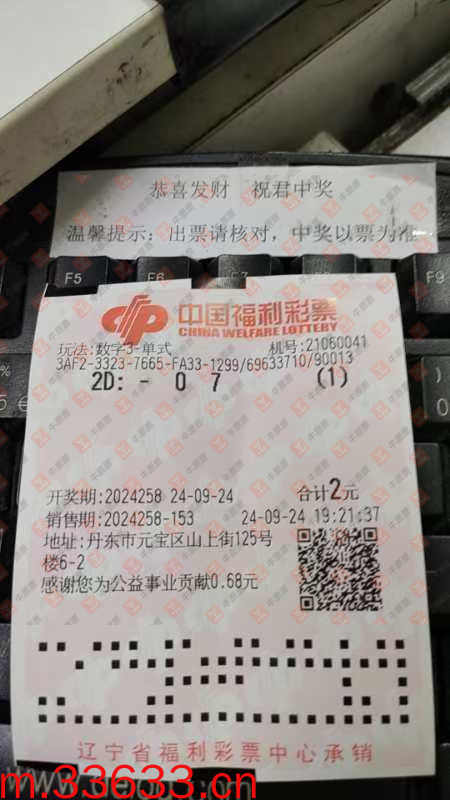 恭喜发财 祝君中奖
温馨提示：出票请核对，中奖以票为准
F5 F6 F7 F8 F9
中国福利彩票
CHINA WELFARE LOTTERY
玩法:数字3-单式 机号:21060041
3AF2-3323-7665-FA33-1299/69633710/90013
2D: - 0 7 (1)
开奖期:2024258 24-09-24 合计2元
销售期:2024258-153 24-09-24 19:21:37
地址:丹东市元宝区山上街125号
楼6-2
感谢您为公益事业贡献0.68元
辽宁省福利彩票中心承销
m.33633.cn